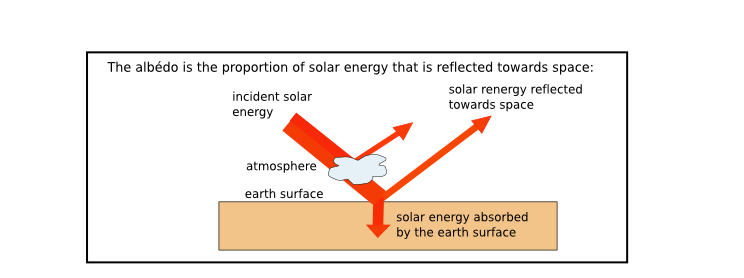 The albédo is the proportion of solar energy that is reflected towards space:
solar renergy reflected
towards space
incident solar
energy
atmosphere
earth surface
solar energy absorbed
by the earth surface